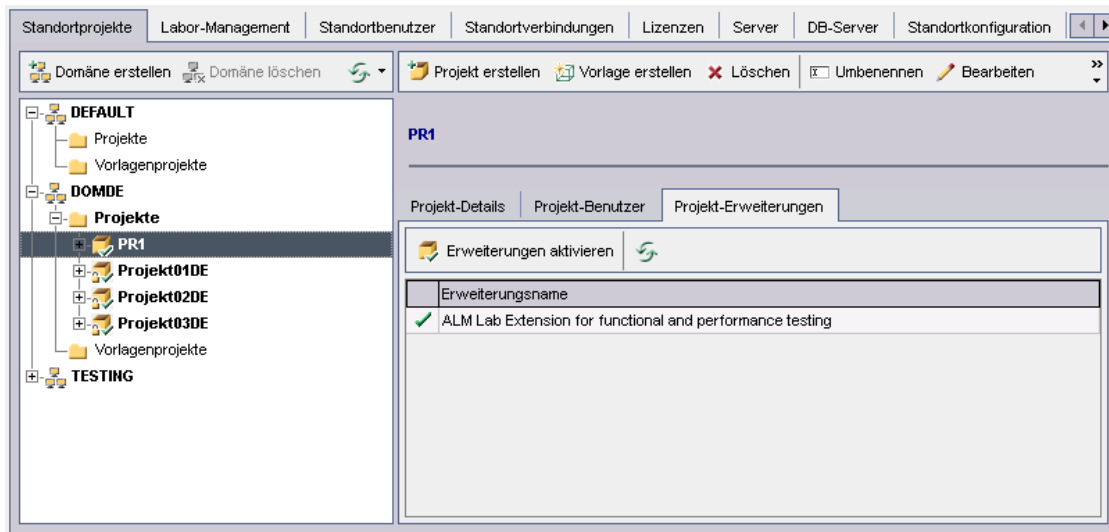 Standortprojekte Labor-Management Standortbenutzer Standortverbindungen Lizenzen Server DB-Server Standortkonfiguration
Domäne erstellen Domäne löschen
Projekt erstellen Vorlage erstellen Löschen Umbenennen Bearbeiten
DEFAULT
Projekte
Vorlagenprojekte
DOMDE
Projekte
PR1
Projekt01DE
Projekt02DE
Projekt03DE
Vorlagenprojekte
TESTING
PR1
Projekt-Details Projekt-Benutzer Projekt-Erweiterungen
Erweiterungen aktivieren
Erweiterungsname
ALM Lab Extension for functional and performance testing